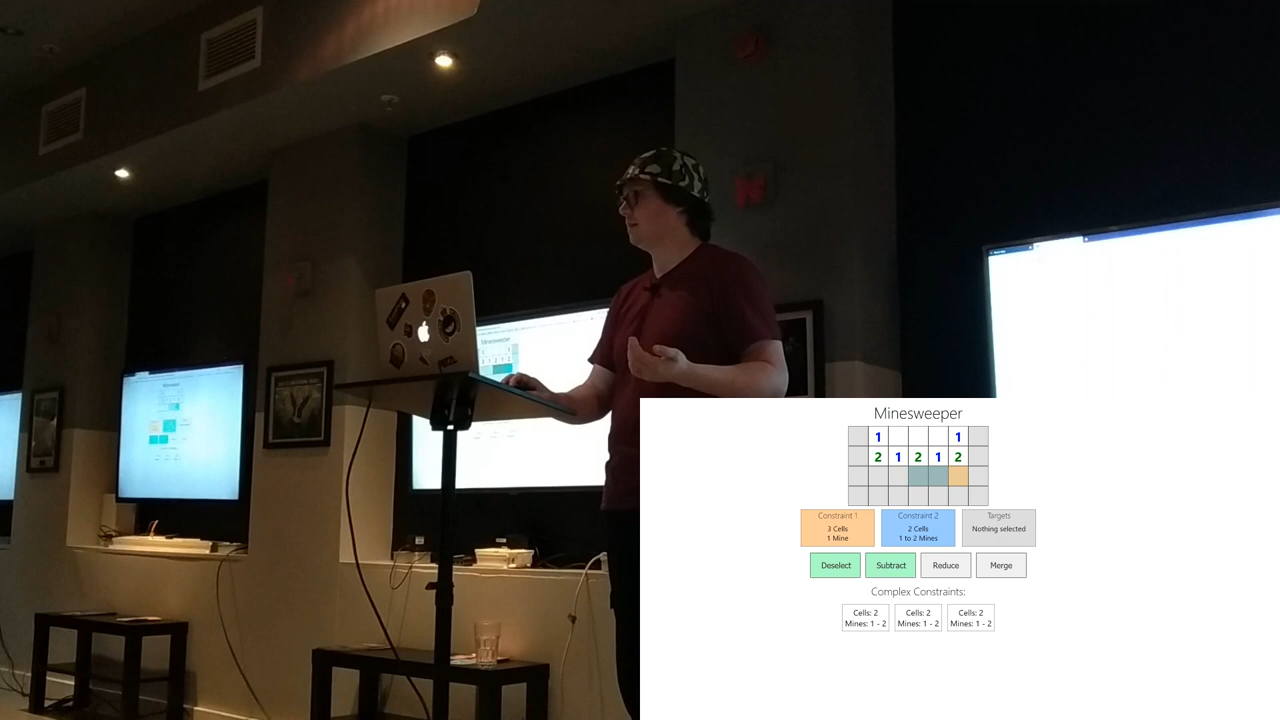 Minesweeper
1 1
2 1 2 1 2
Constraint 1
3 Cells
1 Mine
Constraint 2
2 Cells
1 to 2 Mines
Targets
Nothing selected
Deselect
Subtract
Reduce
Merge
Complex Constraints:
Cells: 2
Mines: 1 - 2
Cells: 2
Mines: 1 - 2
Cells: 2
Mines: 1 - 2
Minesweeper